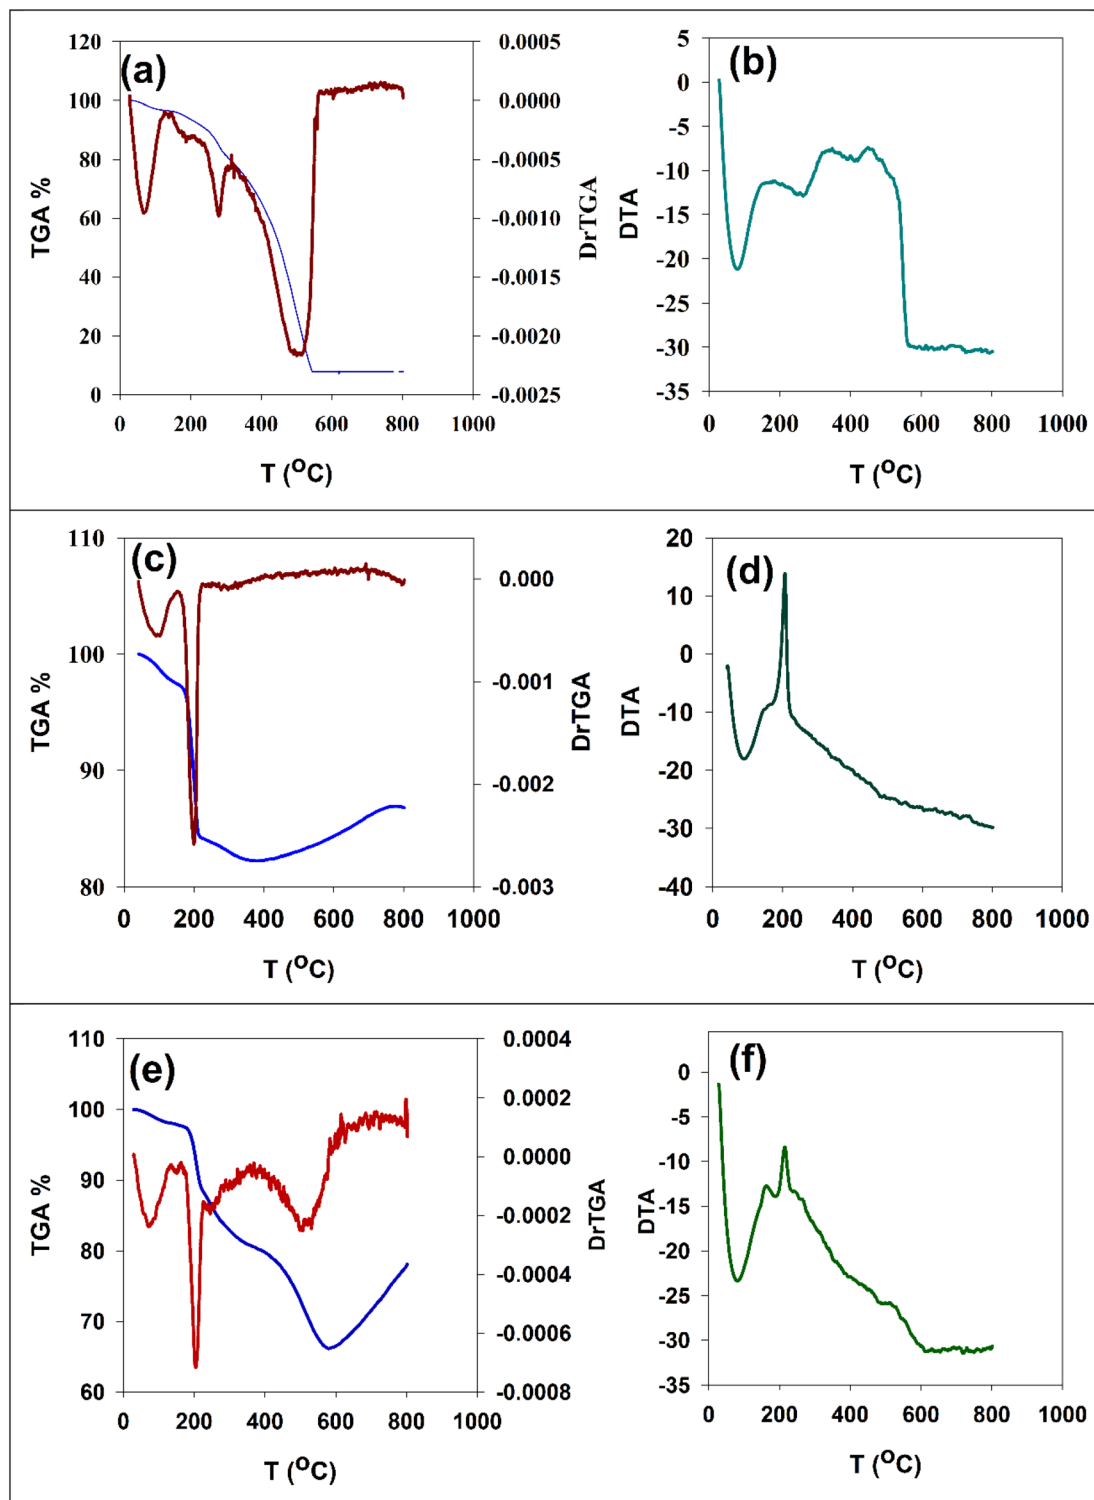 (a)
120
100
80
60
40
20
0
TGA %
0.0005
0.0000
-0.0005
-0.0010
-0.0015
-0.0020
-0.0025
DrTGA
0 200 400 600 800 1000
T (°C)
(b)
5
0
-5
-10
-15
-20
-25
-30
-35
DTA
0 200 400 600 800 1000
T (°C)
(c)
110
100
90
80
TGA %
0.000
-0.001
-0.002
-0.003
DrTGA
0 200 400 600 800 1000
T (°C)
(d)
20
10
0
-10
-20
-30
-40
DTA
0 200 400 600 800 1000
T (°C)
(e)
110
100
90
80
70
60
TGA %
0.0004
0.0002
0.0000
-0.0002
-0.0004
-0.0006
-0.0008
DrTGA
0 200 400 600 800 1000
T (°C)
(f)
0
-5
-10
-15
-20
-25
-30
-35
DTA
0 200 400 600 800 1000
T (°C)